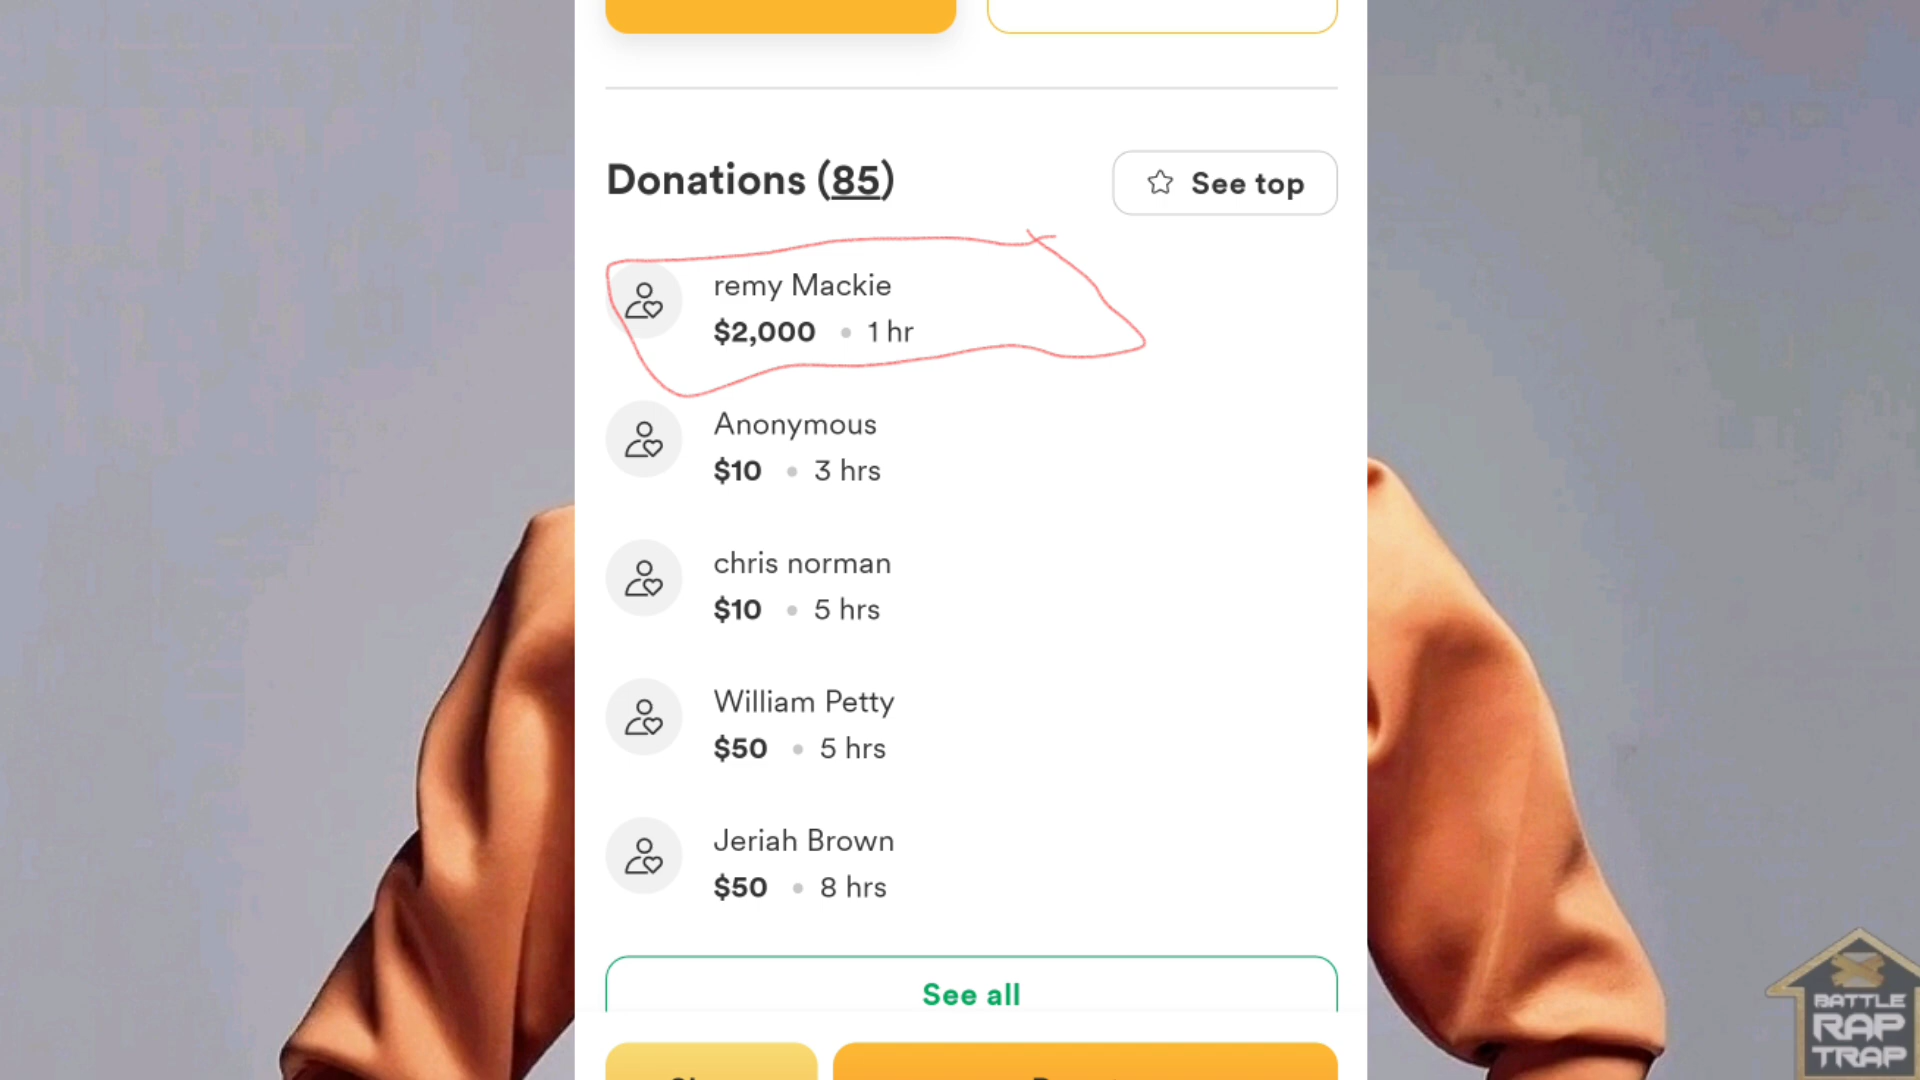 Donations (85)
See top
remy Mackie
$2,000 • 1 hr
Anonymous
$10 • 3 hrs
chris norman
$10 • 5 hrs
William Petty
$50 • 5 hrs
Jeriah Brown
$50 • 8 hrs
See all
BATTLE
RAP
TRAP